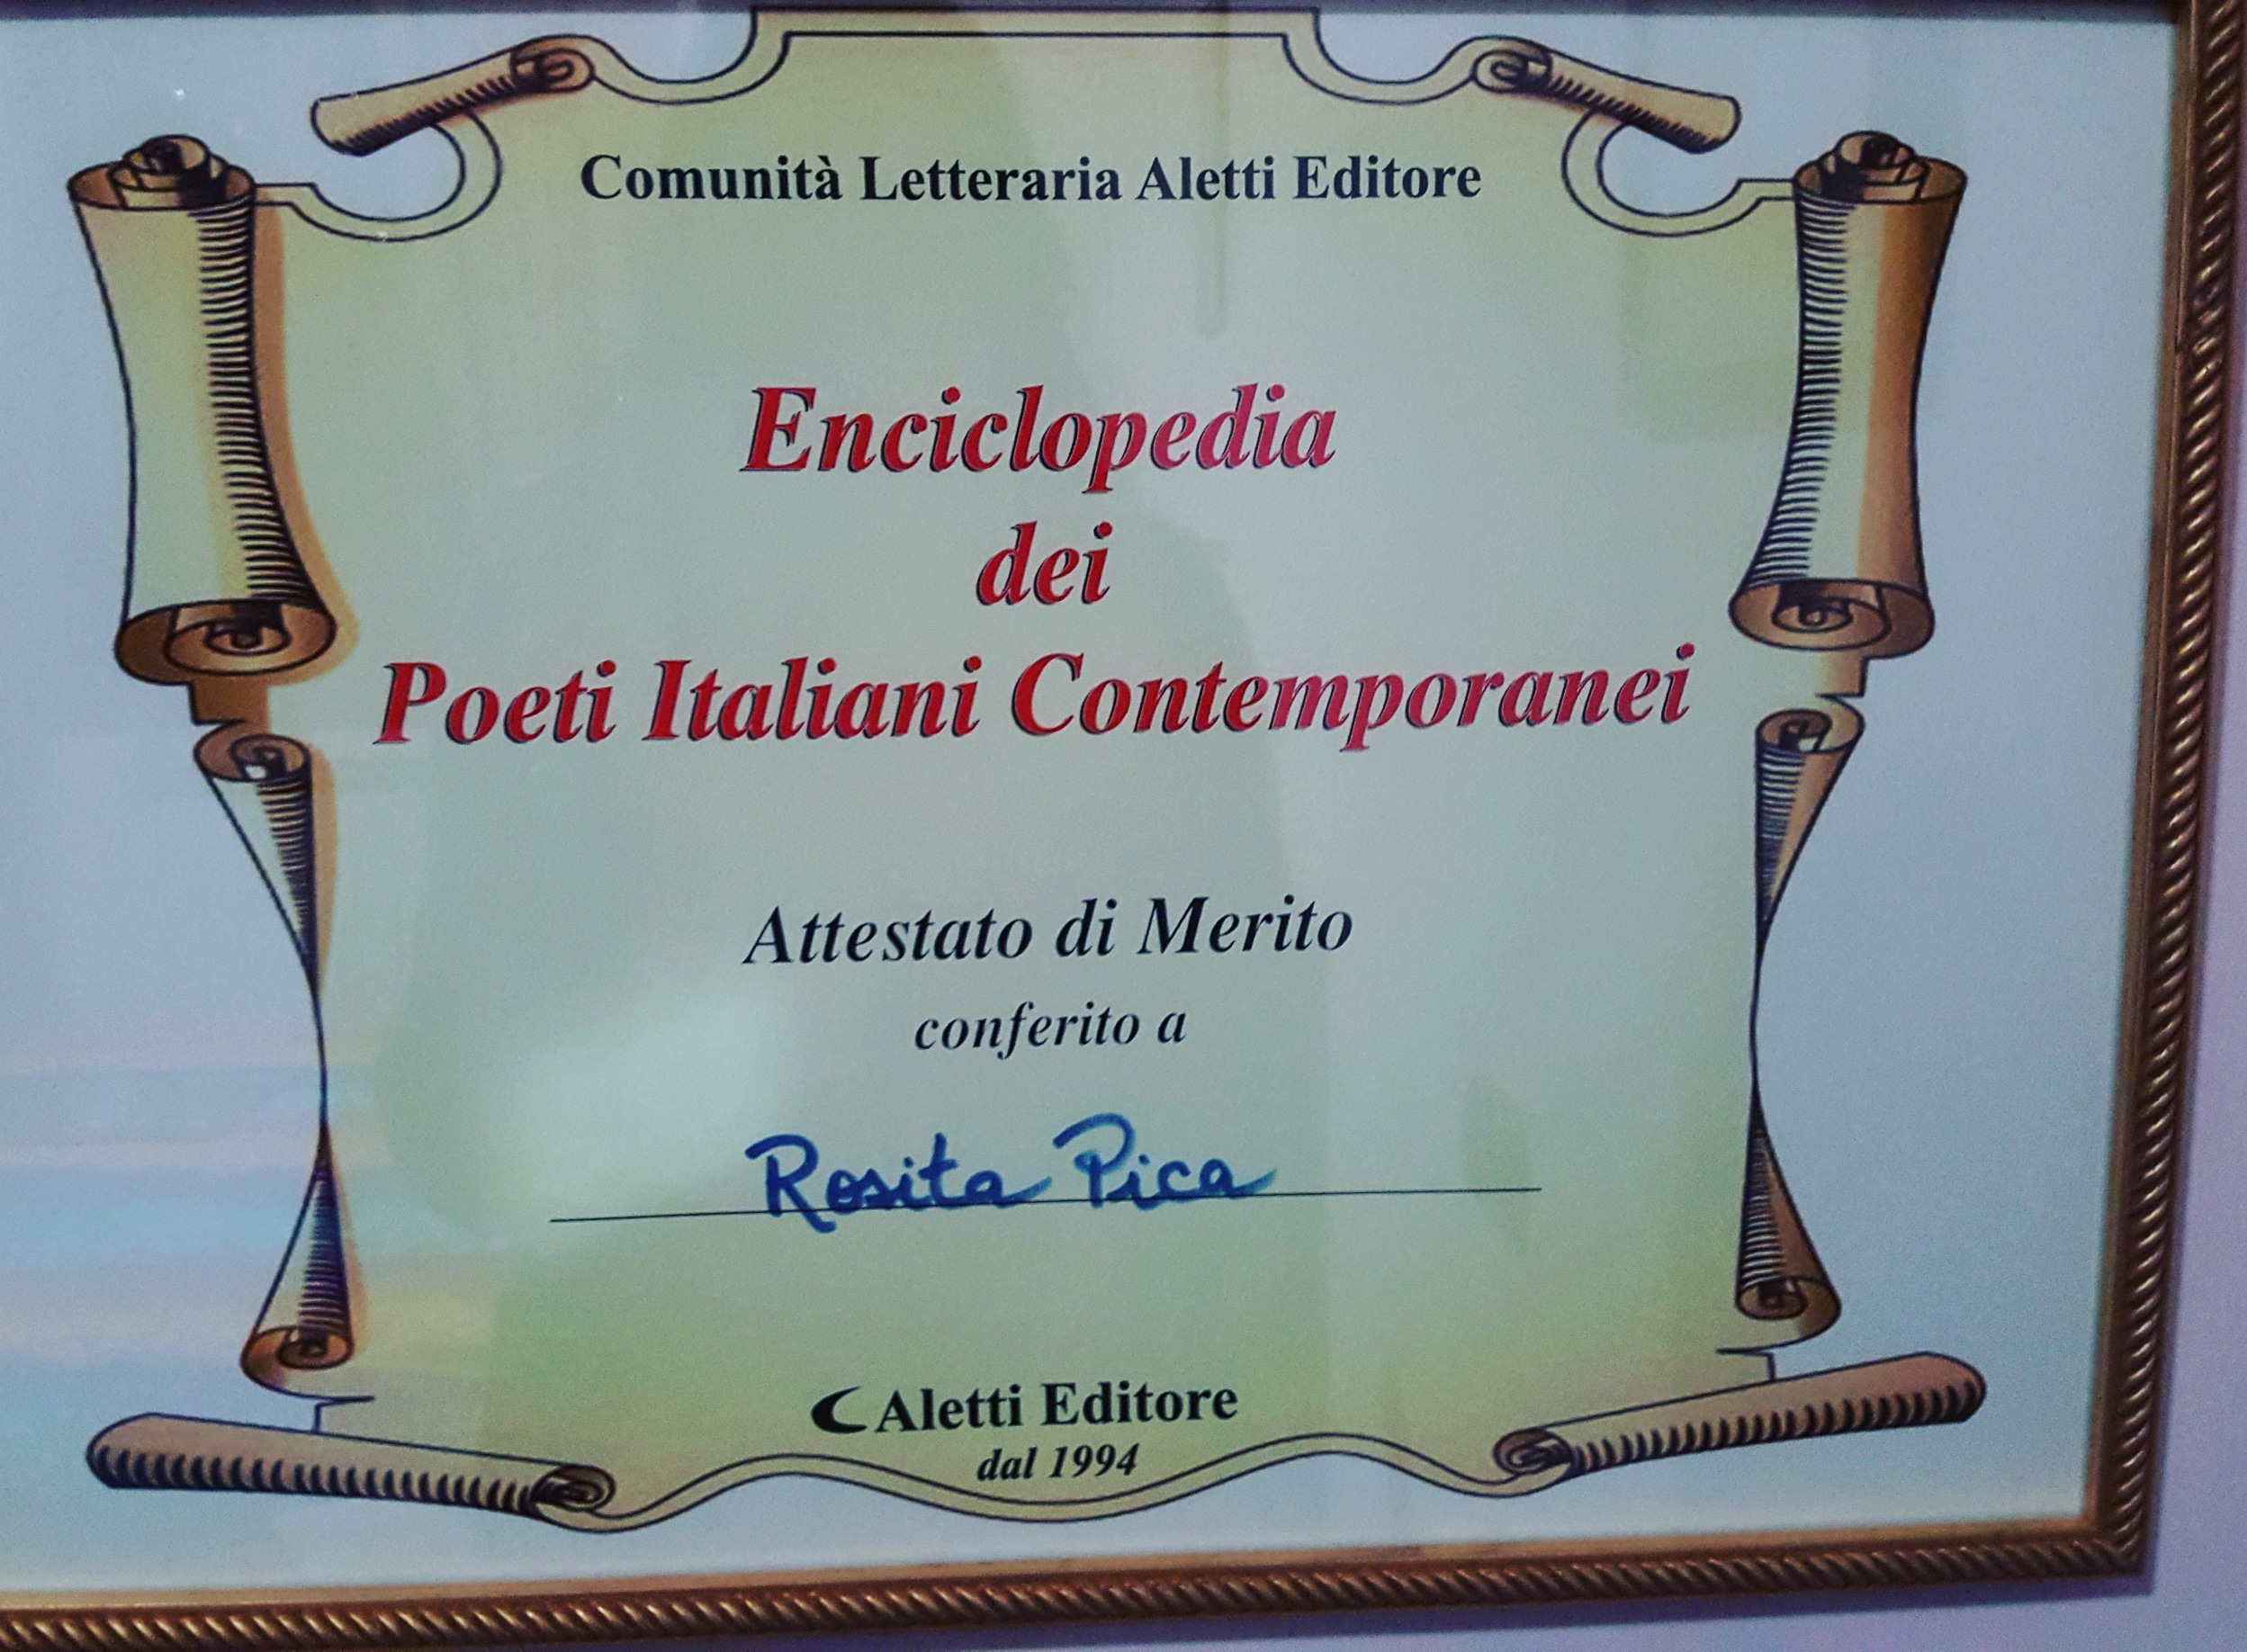 Comunità Letteraria Aletti Editore
Enciclopedia
dei
Poeti Italiani Contemporanei
Attestato di Merito
conferito a
Rosita Pica
Aletti Editore
dal 1994